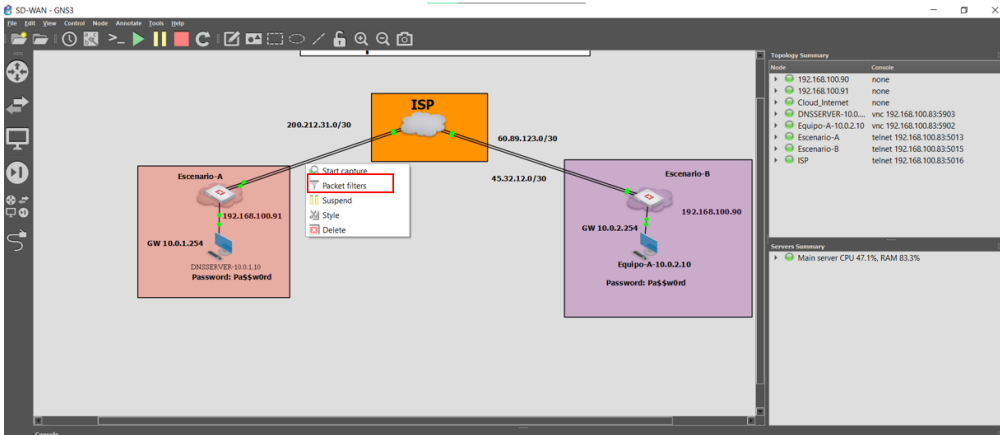 SD-WAN - GNS3
File Edit View Control Node Annotate Tools Help
ISP
200.212.31.0/30
60.89.123.0/30
45.32.12.0/30
Start capture
Packet filters
Suspend
Style
Delete
Escenario-A
192.168.100.91
GW 10.0.1.254
DNSSERVER-10.0.1.10
Password: Pa$$w0rd
Escenario-B
192.168.100.90
GW 10.0.2.254
Equipo-A-10.0.2.10
Password: Pa$$w0rd
Topology Summary
Node Console
192.168.100.90 none
192.168.100.91 none
Cloud_Internet none
DNSSERVER-10.0.... vnc 192.168.100.83:5903
Equipo-A-10.0.2.10 vnc 192.168.100.83:5902
Escenario-A telnet 192.168.100.83:5013
Escenario-B telnet 192.168.100.83:5015
ISP telnet 192.168.100.83:5016
Servers Summary
Main server CPU 47.1%, RAM 83.3%
Console